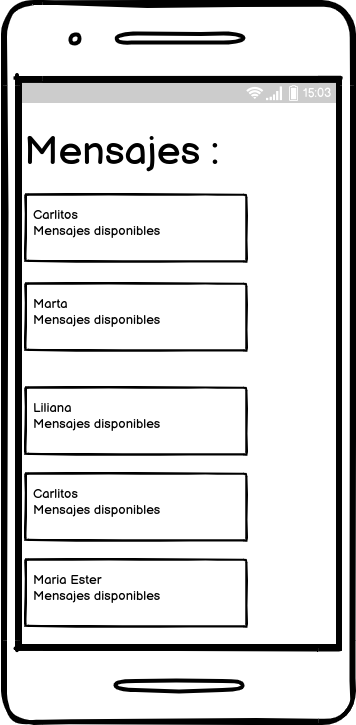 15:03
Mensajes :
Carlitos
Mensajes disponibles
Marta
Mensajes disponibles
Liliana
Mensajes disponibles
Carlitos
Mensajes disponibles
Maria Ester
Mensajes disponibles